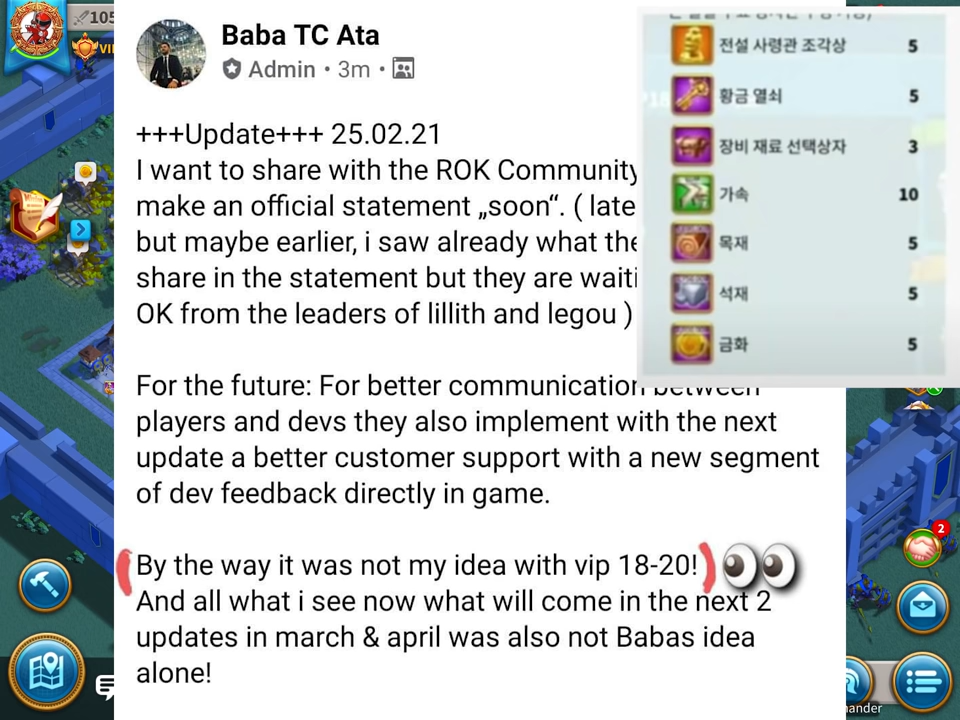 105
VI
Baba TC Ata
Admin • 3m •
+++Update+++ 25.02.21
I want to share with the ROK Community
make an official statement „soon“. ( late
but maybe earlier, i saw already what the
share in the statement but they are waiti
OK from the leaders of lillith and legou )
For the future: For better communication between
players and devs they also implement with the next
update a better customer support with a new segment
of dev feedback directly in game.
(By the way it was not my idea with vip 18-20!)
And all what i see now what will come in the next 2
updates in march & april was also not Babas idea
alone!
전설 사령관 조각상 5
황금 열쇠 5
장비 재료 선택상자 3
가속 10
목재 5
석재 5
금화 5
2
mander